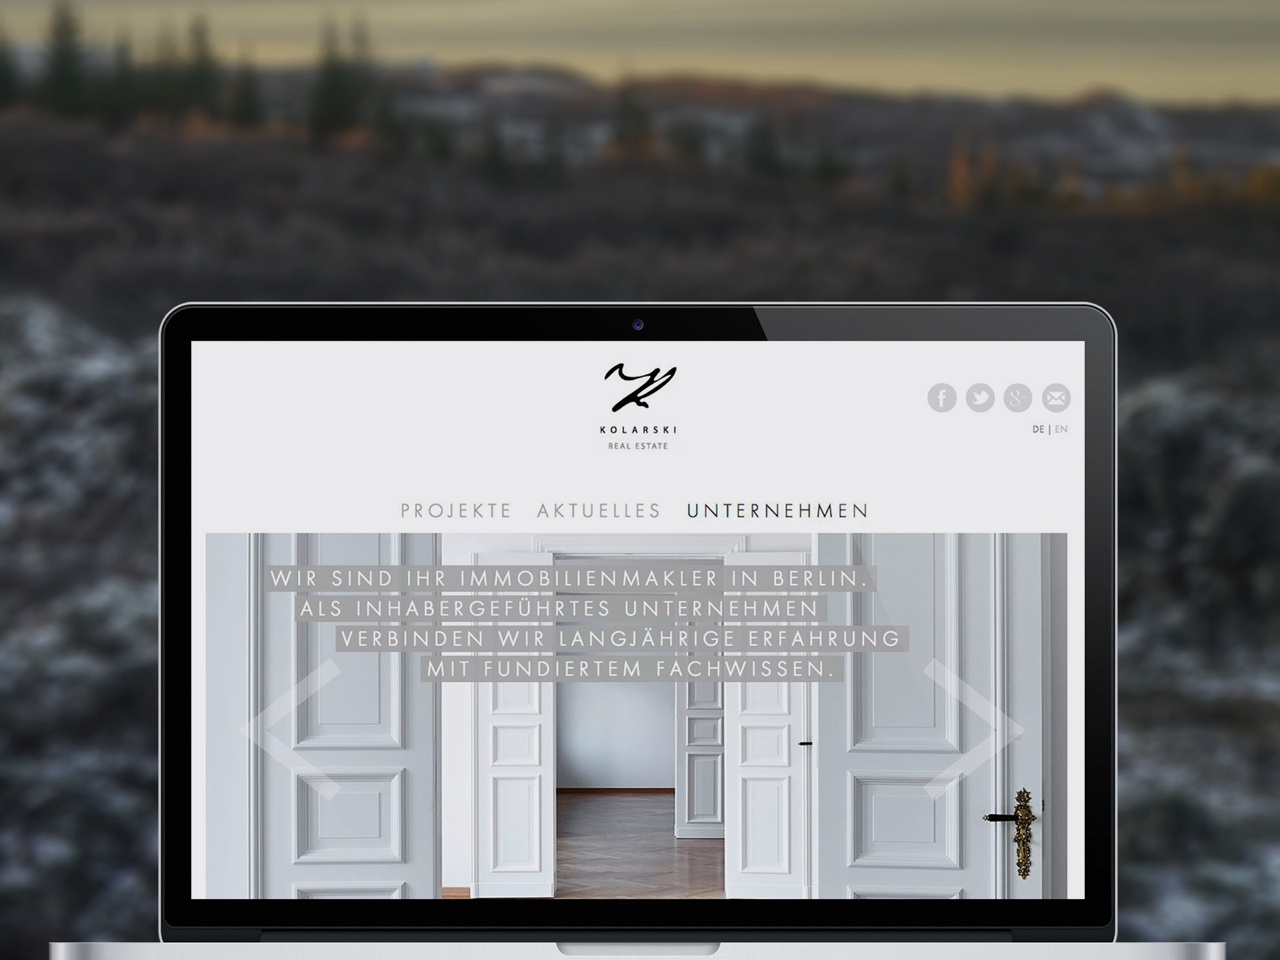 KOLARSKI
REAL ESTATE
DE | EN
PROJEKTE AKTUELLES UNTERNEHMEN
WIR SIND IHR IMMOBILIENMAKLER IN BERLIN.
ALS INHABERGEFÜHRTES UNTERNEHMEN
VERBINDEN WIR LANGJÄHRIGE ERFAHRUNG
MIT FUNDIERTEM FACHWISSEN.